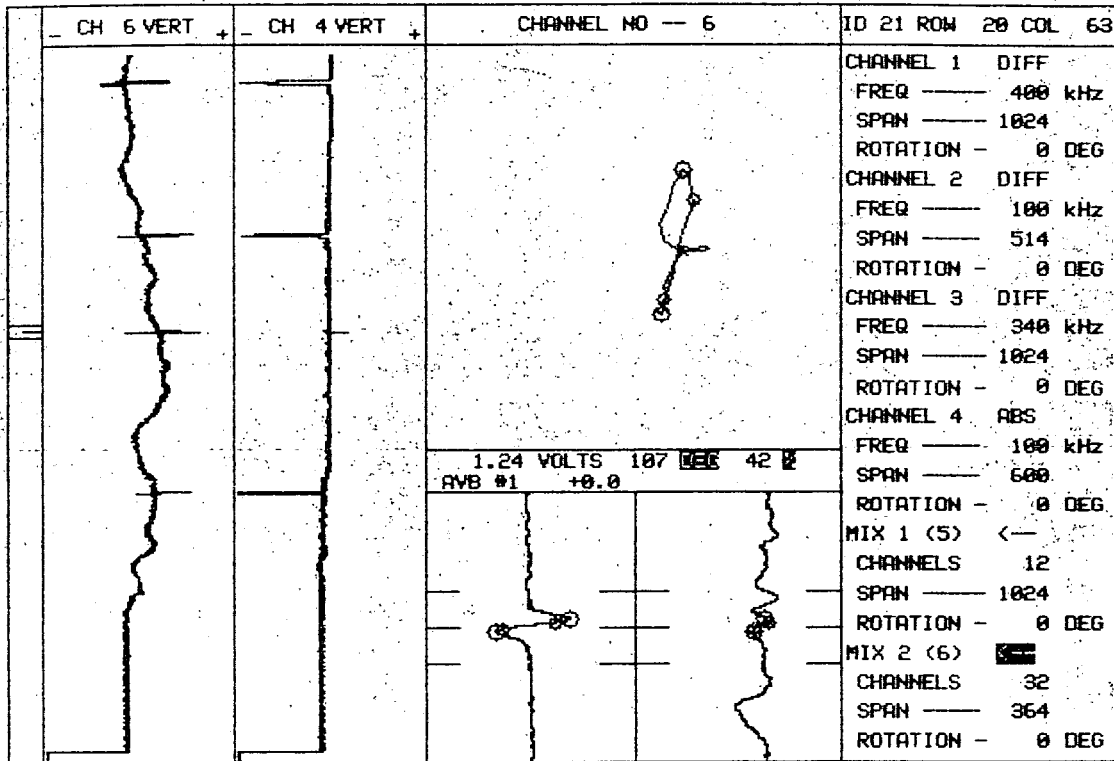 _ CH 6 VERT +
_ CH 4 VERT +
CHANNEL NO -- 6
ID 21 ROW 20 COL 63
CHANNEL 1 DIFF
FREQ ----- 400 kHz
SPAN ----- 1024
ROTATION - 0 DEG
CHANNEL 2 DIFF
FREQ ----- 100 kHz
SPAN ----- 514
ROTATION - 0 DEG
CHANNEL 3 DIFF
FREQ ----- 340 kHz
SPAN ----- 1024
ROTATION - 0 DEG
CHANNEL 4 ABS
FREQ ----- 100 kHz
SPAN ----- 600
ROTATION - 0 DEG
MIX 1 (5) <--
CHANNELS 12
SPAN ----- 1024
ROTATION - 0 DEG
MIX 2 (6) <--
CHANNELS 32
SPAN ----- 364
ROTATION - 0 DEG
1.24 VOLTS 107 DEG 42
AVB #1 +0.0